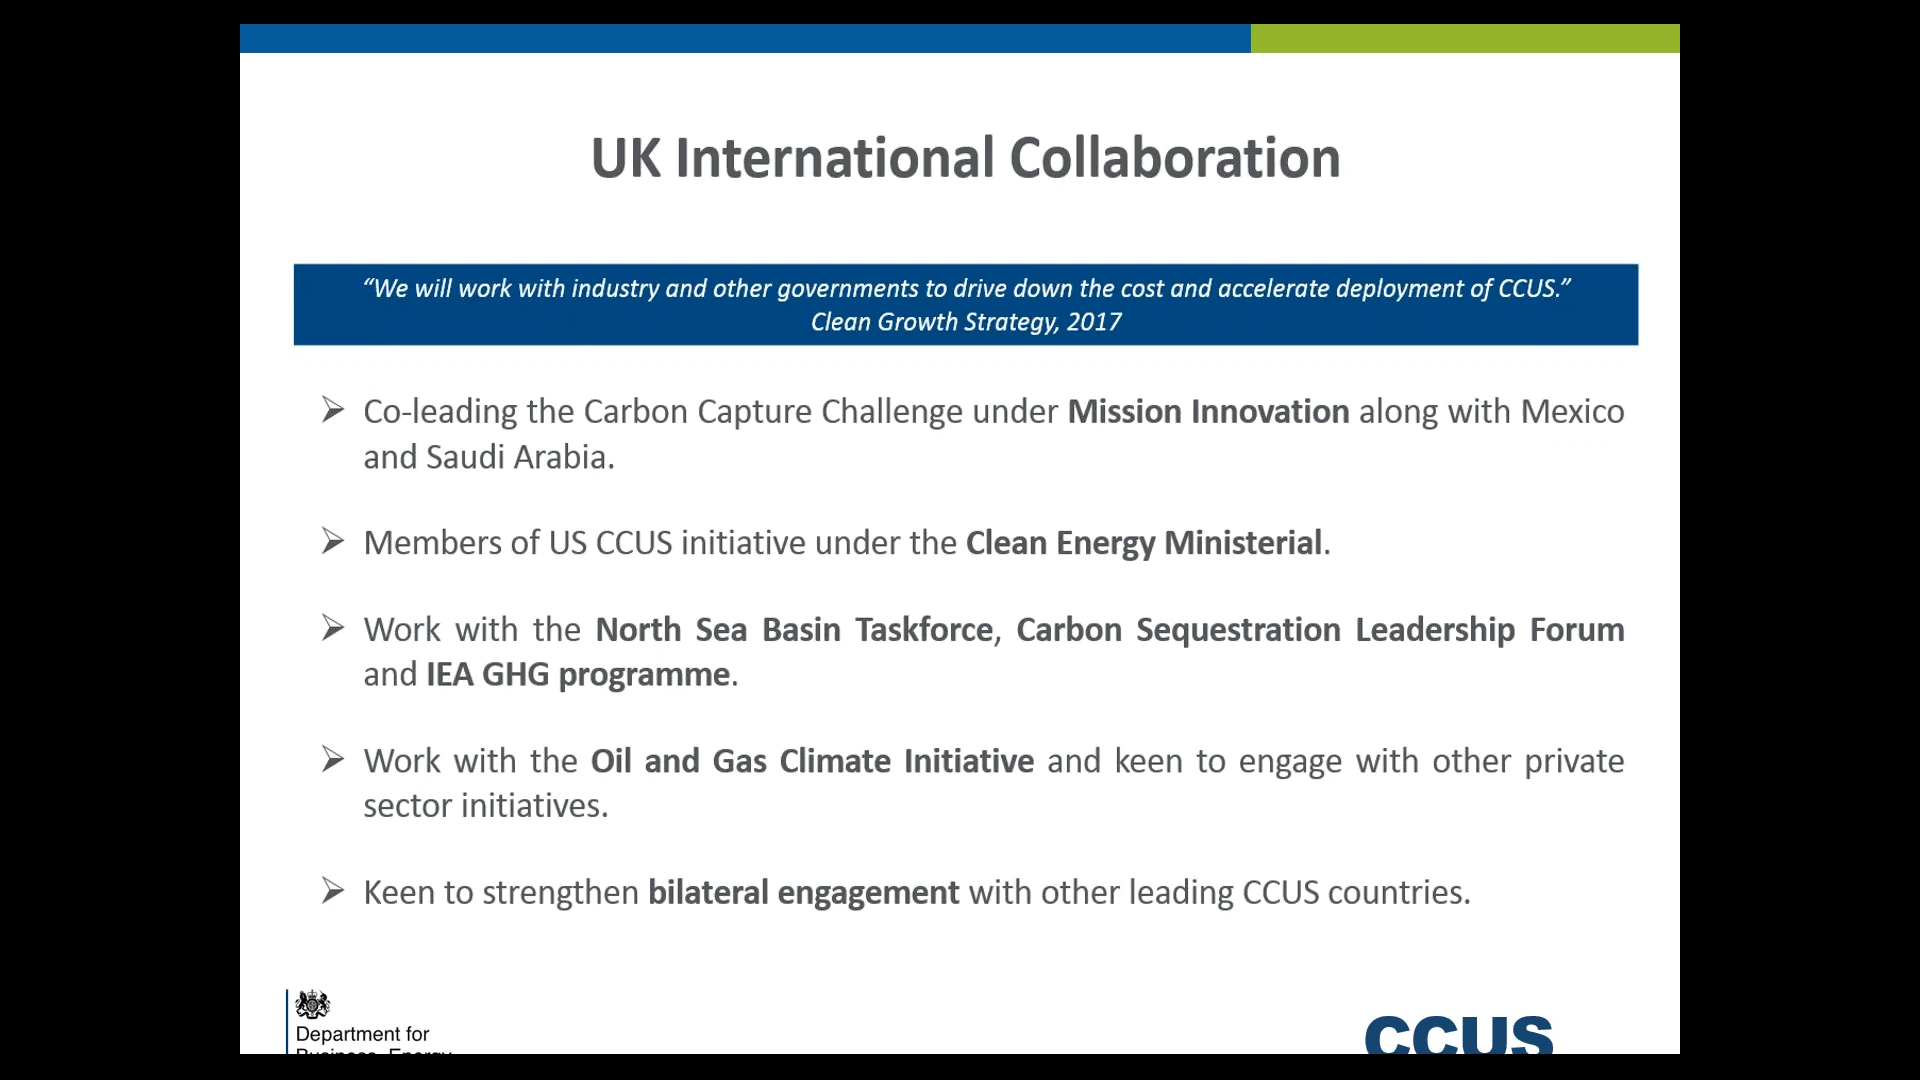 UK International Collaboration
“We will work with industry and other governments to drive down the cost and accelerate deployment of CCUS.”
Clean Growth Strategy, 2017
Co-leading the Carbon Capture Challenge under Mission Innovation along with Mexico
and Saudi Arabia.
Members of US CCUS initiative under the Clean Energy Ministerial.
Work with the North Sea Basin Taskforce, Carbon Sequestration Leadership Forum
and IEA GHG programme.
Work with the Oil and Gas Climate Initiative and keen to engage with other private
sector initiatives.
Keen to strengthen bilateral engagement with other leading CCUS countries.
Department for
Business, Energy
CCUS